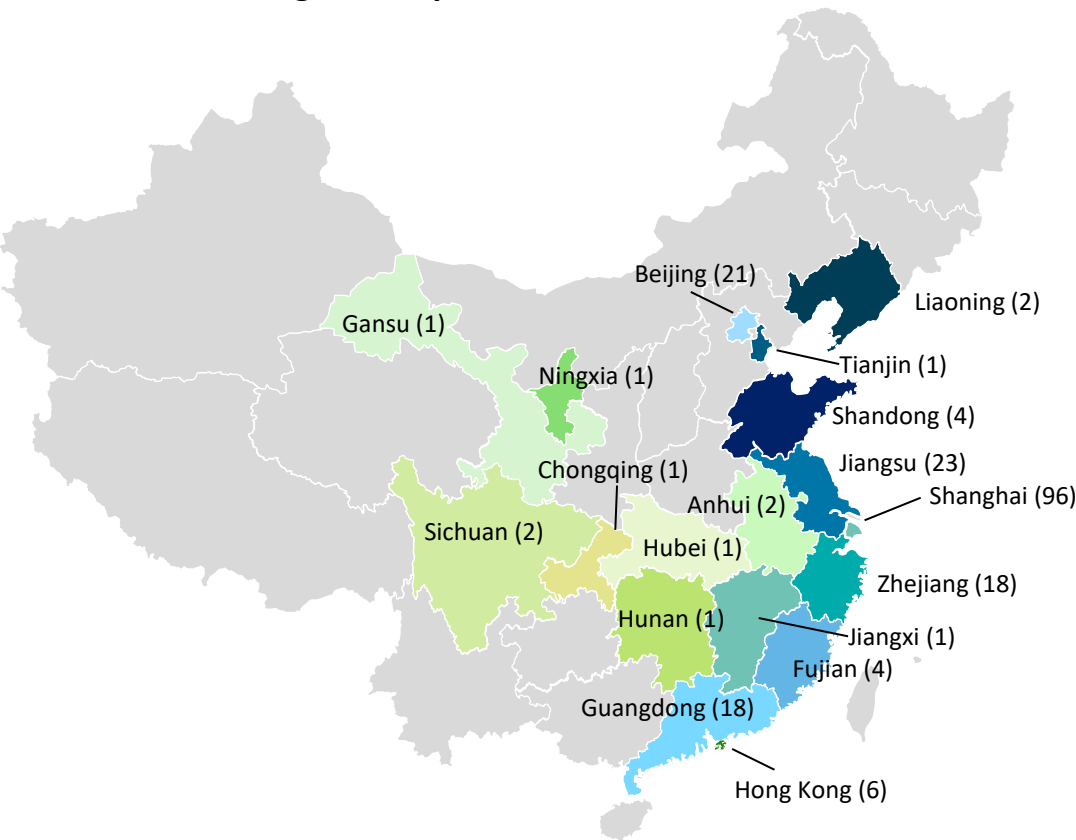 Beijing (21)
Liaoning (2)
Gansu (1)
Tianjin (1)
Ningxia (1)
Shandong (4)
Jiangsu (23)
Chongqing (1)
Shanghai (96)
Anhui (2)
Sichuan (2)
Hubei (1)
Zhejiang (18)
Hunan (1)
Jiangxi (1)
Fujian (4)
Guangdong (18)
Hong Kong (6)